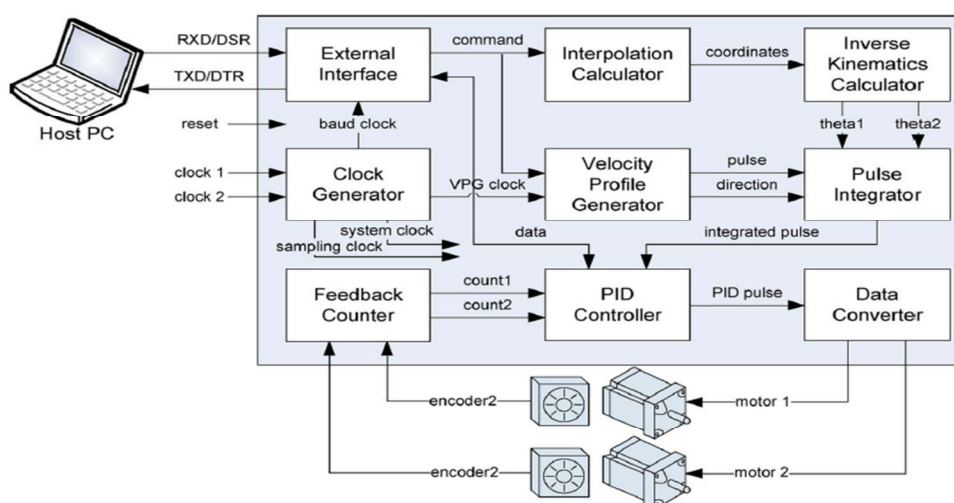 RXD/DSR
TXD/DTR
Host PC
reset
clock 1
clock 2
External
Interface
command
Interpolation
Calculator
coordinates
Inverse
Kinematics
Calculator
baud clock
theta1
theta2
Clock
Generator
VPG clock
Velocity
Profile
Generator
pulse
direction
Pulse
Integrator
system clock
sampling clock
data
integrated pulse
Feedback
Counter
count1
count2
PID
Controller
PID pulse
Data
Converter
encoder2
motor 1
encoder2
motor 2